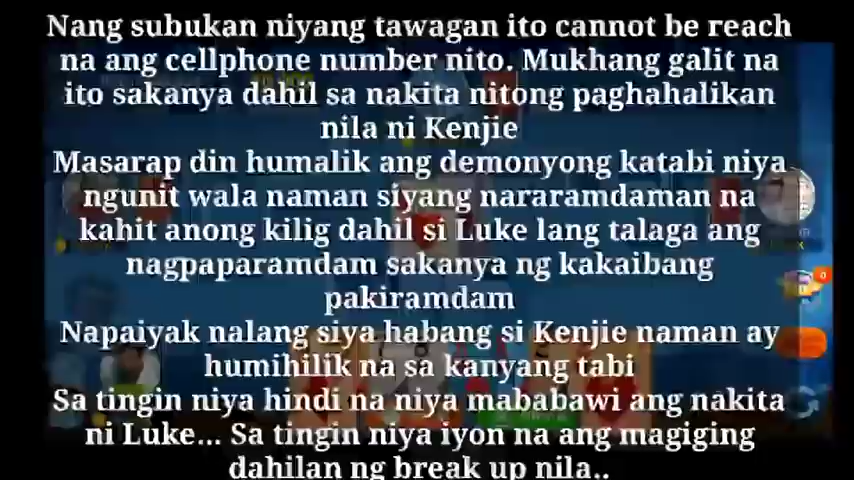 Nang subukan niyang tawagan ito cannot be reach
na ang cellphone number nito. Mukhang galit na
ito sakanya dahil sa nakita nitong paghahalikan
nila ni Kenjie
Masarap din humalik ang demonyong katabi niya
ngunit wala naman siyang nararamdaman na
kahit anong kilig dahil si Luke lang talaga ang
nagpaparamdam sakanya ng kakaibang
pakiramdam
Napaiyak nalang siya habang si Kenjie naman ay
humihilik na sa kanyang tabi
Sa tingin niya hindi na niya mababawi ang nakita
ni Luke... Sa tingin niya iyon na ang magiging
dahilan ng break up nila..
0